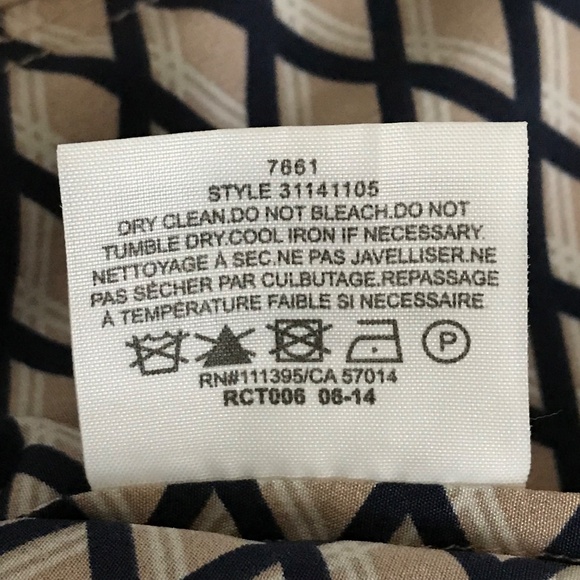 7661
STYLE 31141105
DRY CLEAN.DO NOT BLEACH.DO NOT
TUMBLE DRY.COOL IRON IF NECESSARY.
NETTOYAGE À SEC.NE PAS JAVELLISER.NE
PAS SÉCHER PAR CULBUTAGE.REPASSAGE
À TEMPÉRATURE FAIBLE SI NECESSAIRE
P
RN#111395/CA 57014
RCT006 06-14